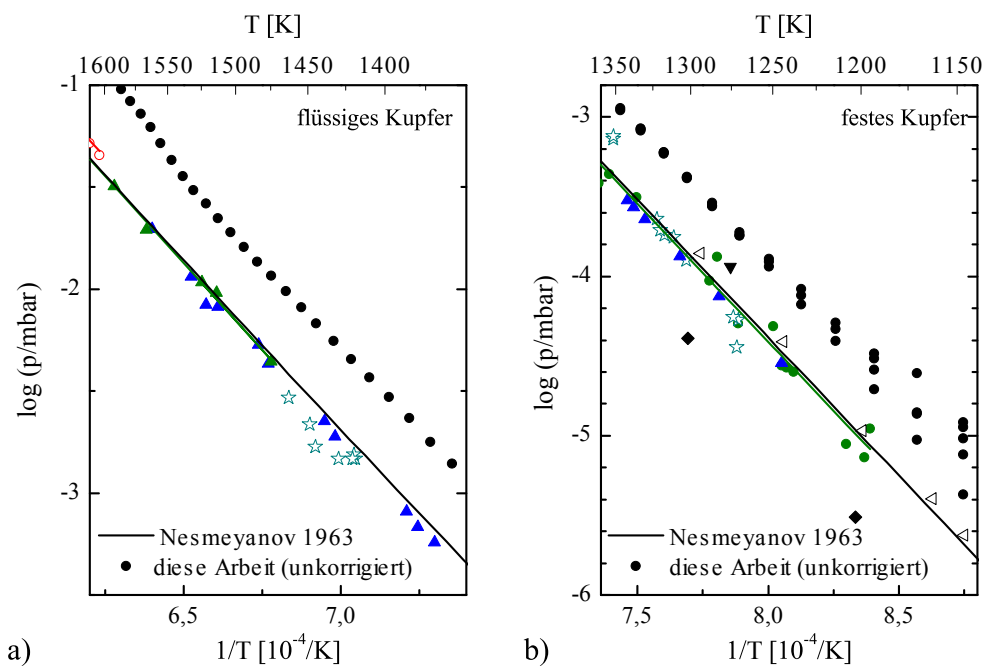 T [K]
1600 1550 1500 1450 1400
-1
flüssiges Kupfer
-2
log (p/mbar)
-3
Nesmeyanov 1963
diese Arbeit (unkorrigiert)
6,5 7,0
1/T [10⁻⁴/K]
a)
T [K]
1350 1300 1250 1200 1150
-3
festes Kupfer
-4
log (p/mbar)
-5
Nesmeyanov 1963
diese Arbeit (unkorrigiert)
-6
7,5 8,0 8,5
1/T [10⁻⁴/K]
b)